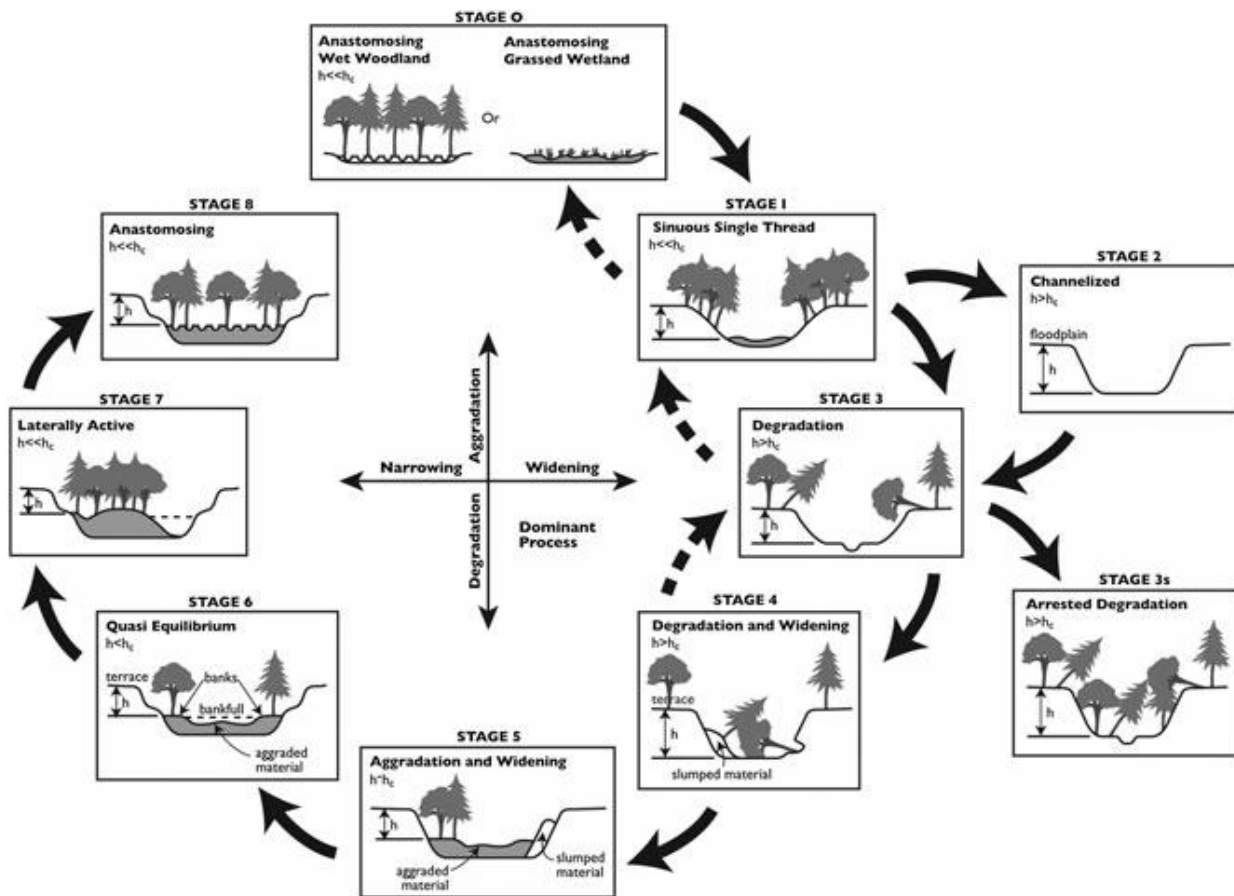 STAGE O
Anastomosing
Wet Woodland
h<<hc
Or
Anastomosing
Grassed Wetland
STAGE 8
Anastomosing
h<<hc
h
STAGE I
Sinuous Single Thread
h<<hc
h
STAGE 2
Channelized
h>hc
floodplain
h
STAGE 7
Laterally Active
h<<hc
h
Aggradation
Degradation
Narrowing
Widening
Dominant
Process
STAGE 3
Degradation
h>hc
h
STAGE 6
Quasi Equilibrium
h<hc
terrace
h
banks
bankfull
aggraded
material
STAGE 4
Degradation and Widening
h>hc
terrace
h
slumped material
STAGE 3s
Arrested Degradation
h>hc
h
STAGE 5
Aggradation and Widening
h~hc
h
aggraded
material
slumped
material